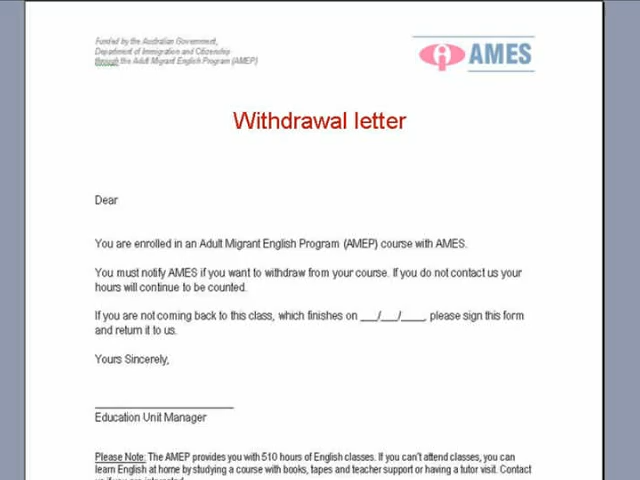 Funded by the Australian Government,
Department of Immigration and Citizenship
through the Adult Migrant English Program (AMEP)
AMES
Withdrawal letter
Dear
You are enrolled in an Adult Migrant English Program (AMEP) course with AMES.
You must notify AMES if you want to withdraw from your course. If you do not contact us your
hours will continue to be counted.
If you are not coming back to this class, which finishes on ___/___/____, please sign this form
and return it to us.
Yours Sincerely,
Education Unit Manager
Please Note: The AMEP provides you with 510 hours of English classes. If you can't attend classes, you can
learn English at home by studying a course with books, tapes and teacher support or having a tutor visit. Contact
us if you are interested.